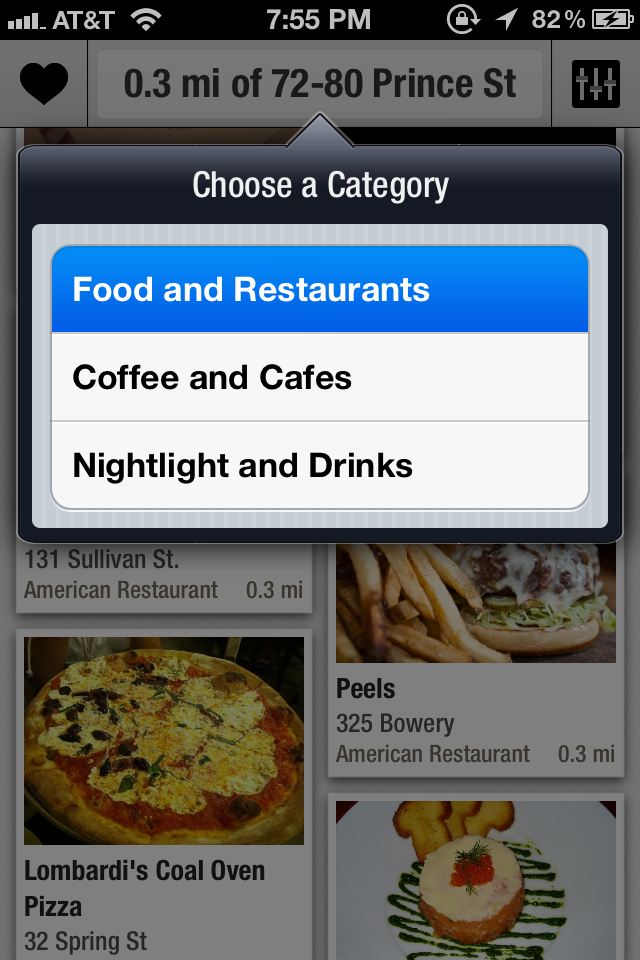 AT&T 7:55 PM 82%
0.3 mi of 72-80 Prince St
Choose a Category
Food and Restaurants
Coffee and Cafes
Nightlight and Drinks
131 Sullivan St.
American Restaurant 0.3 mi
Peels
325 Bowery
American Restaurant 0.3 mi
Lombardi's Coal Oven
Pizza
32 Spring St